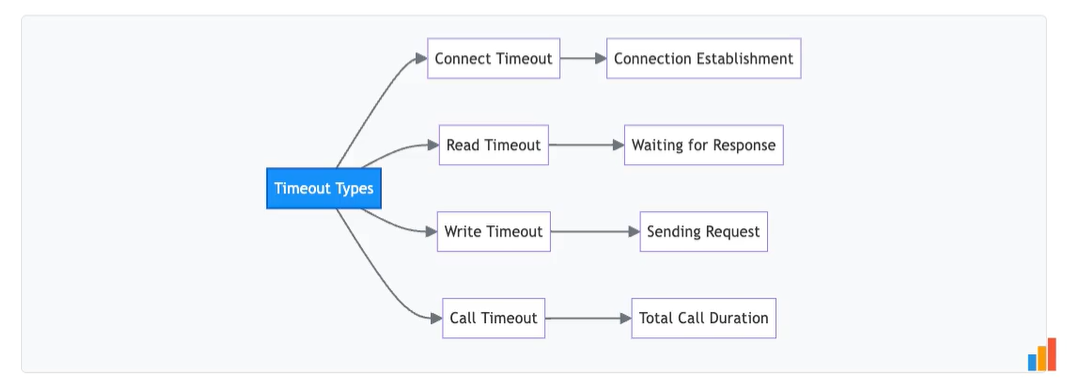 Connect Timeout
Connection Establishment
Read Timeout
Waiting for Response
Timeout Types
Write Timeout
Sending Request
Call Timeout
Total Call Duration